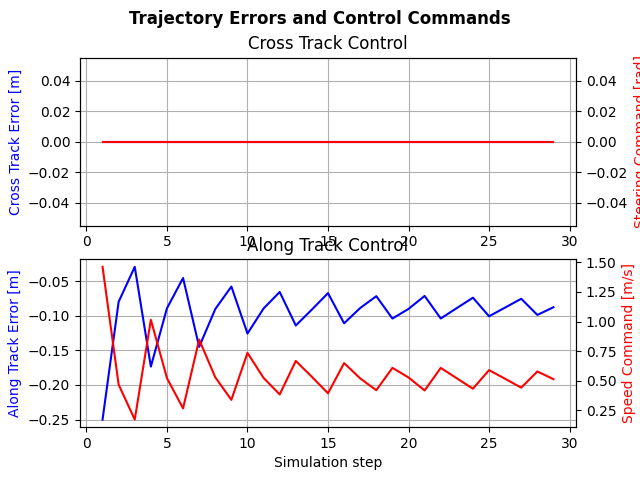 Trajectory Errors and Control Commands
Cross Track Control
Cross Track Error [m]
0.04
0.02
0.00
−0.02
−0.04
0.04
0.02
0.00
−0.02
−0.04
Steering Command [rad]
0 5 10 15 20 25 30
Along Track Control
Along Track Error [m]
−0.05
−0.10
−0.15
−0.20
−0.25
1.50
1.25
1.00
0.75
0.50
0.25
Speed Command [m/s]
0 5 10 15 20 25 30
Simulation step